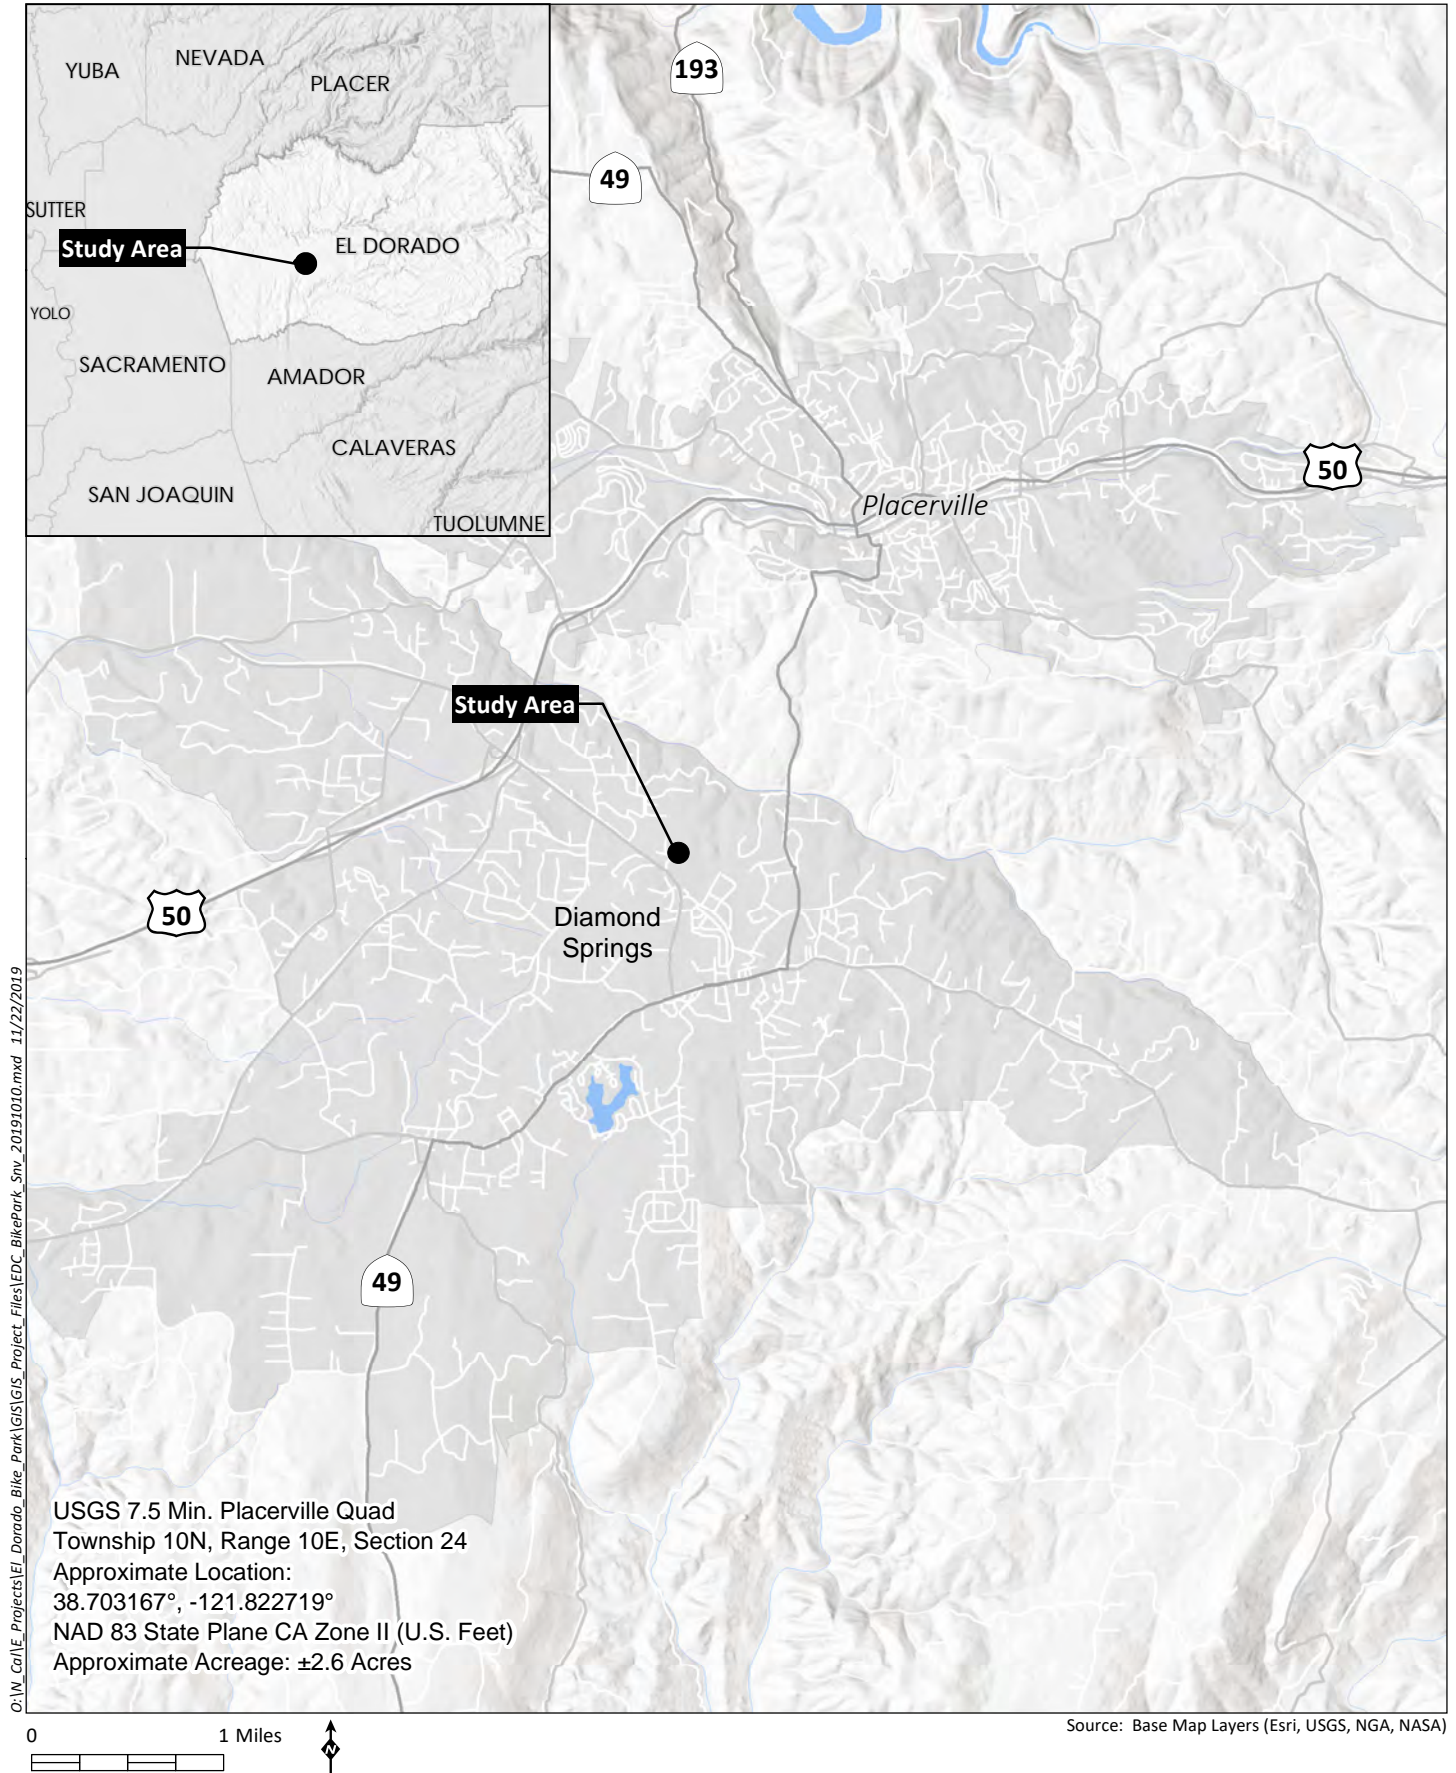 YUBA
NEVADA
PLACER
SUTTER
Study Area
EL DORADO
YOLO
SACRAMENTO
AMADOR
CALAVERAS
SAN JOAQUIN
TUOLUMNE
193
49
50
Placerville
Study Area
50
Diamond
Springs
49
USGS 7.5 Min. Placerville Quad
Township 10N, Range 10E, Section 24
Approximate Location:
38.703167°, -121.822719°
NAD 83 State Plane CA Zone II (U.S. Feet)
Approximate Acreage: ±2.6 Acres
O:\N_Cal\E_Projects\El_Dorado_Bike_Park\GIS\GIS_Project_Files\EDC_BikePark_Snv_20191010.mxd 11/22/2019
0 1 Miles
N
Source: Base Map Layers (Esri, USGS, NGA, NASA)